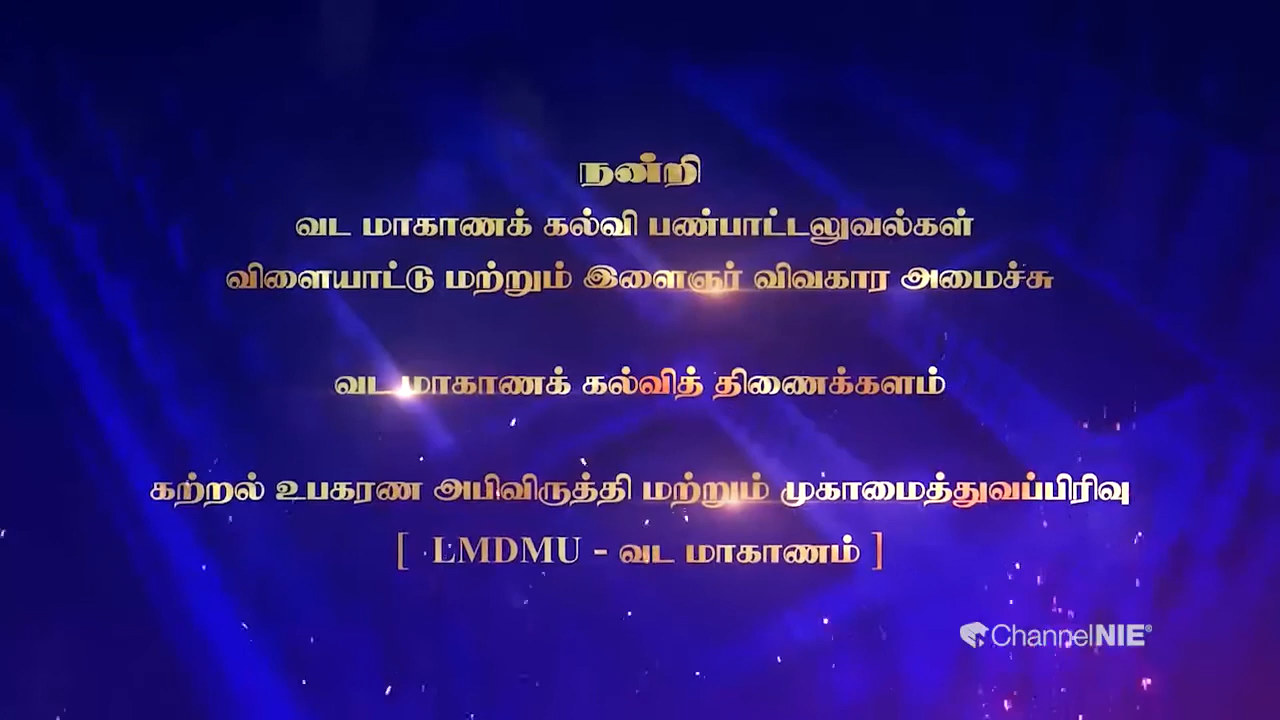 நன்றி
வட மாகாணக் கல்வி பண்பாட்டலுவல்கள்
விளையாட்டு மற்றும் இளைஞர் விவகார அமைச்சு
வட மாகாணக் கல்வித் திணைக்களம்
கற்றல் உபகரண அபிவிருத்தி மற்றும் முகாமைத்துவப்பிரிவு
[ LMDMU - வட மாகாணம் ]
ChannelNIE®